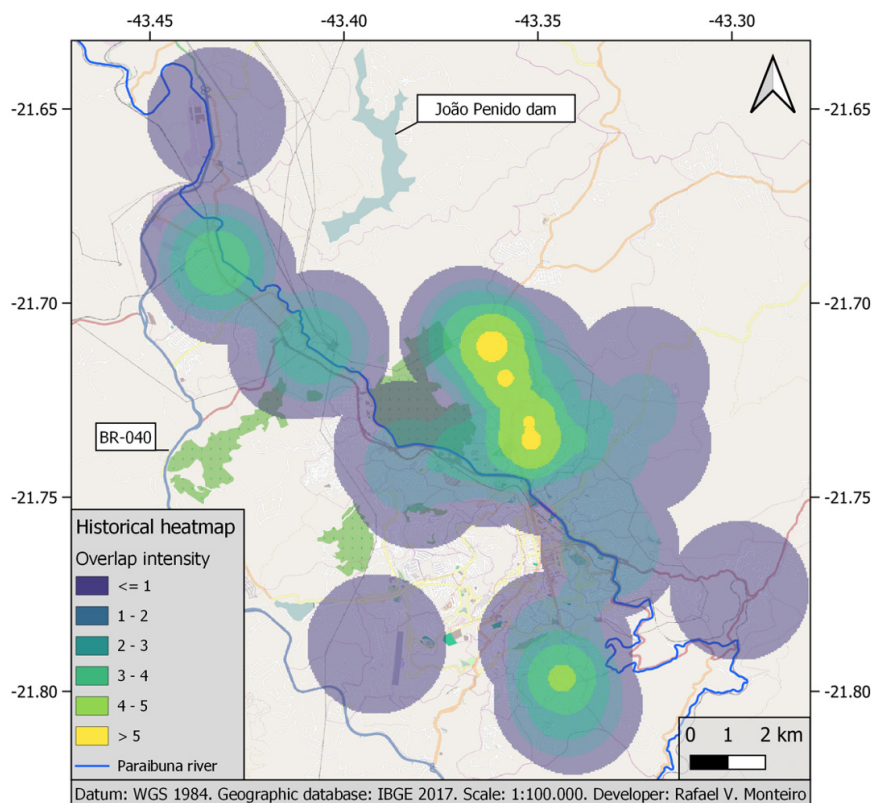 -43.45 -43.40 -43.35 -43.30
-21.65 -21.65
João Penido dam
-21.70 -21.70
BR-040
-21.75 -21.75
Historical heatmap
Overlap intensity
<= 1
1 - 2
2 - 3
3 - 4
4 - 5
> 5
Paraibuna river
-21.80 -21.80
0 1 2 km
Datum: WGS 1984. Geographic database: IBGE 2017. Scale: 1:100.000. Developer: Rafael V. Monteiro